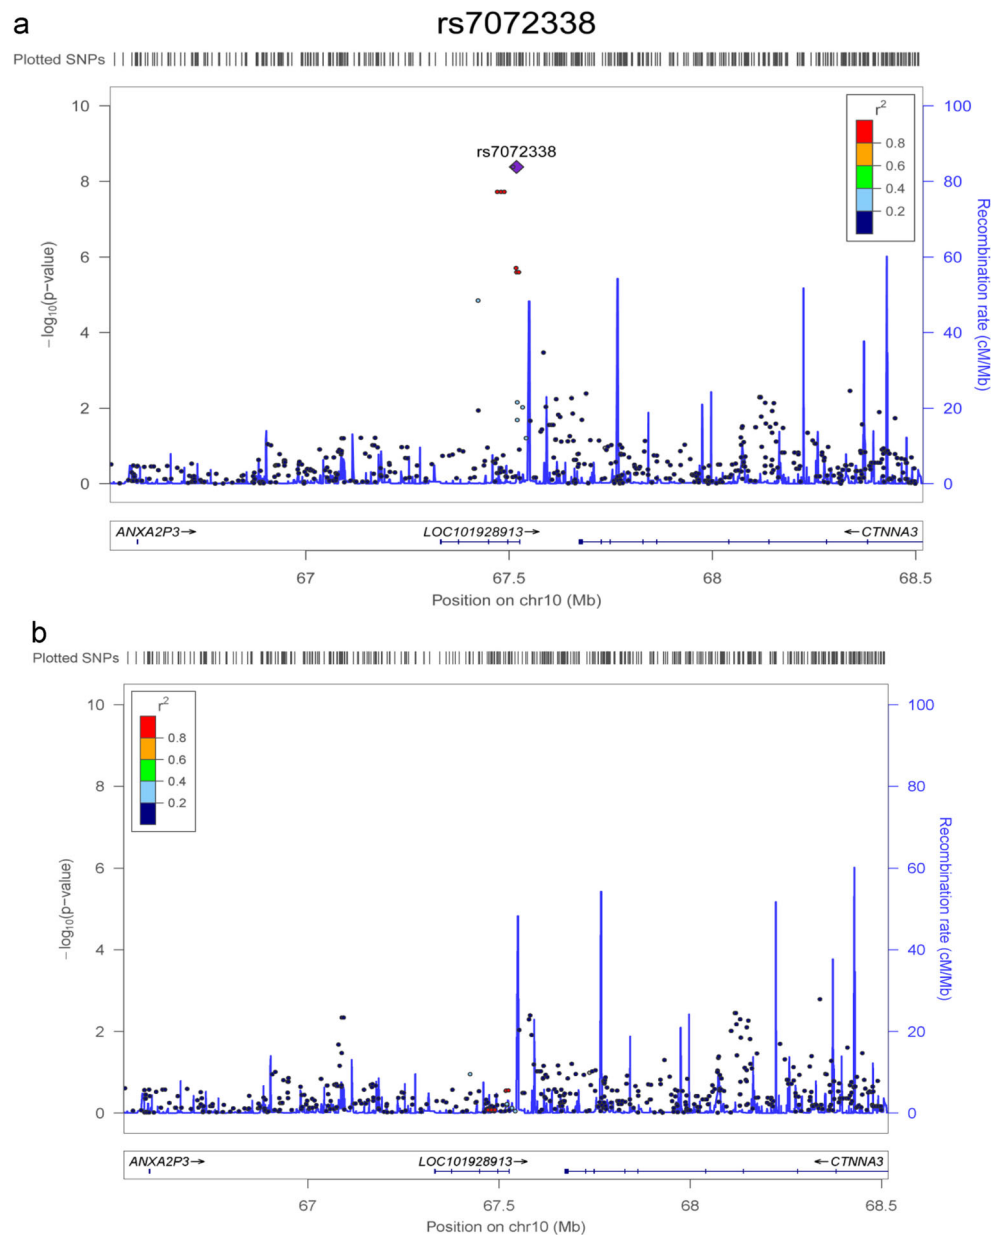 a
rs7072338
Plotted SNPs
10
8
6
4
2
0
−log10(p-value)
rs7072338
r2
0.8
0.6
0.4
0.2
100
80
60
40
20
0
Recombination rate (cM/Mb)
ANXA2P3→
LOC101928913→
←CTNNA3
67
67.5
68
68.5
Position on chr10 (Mb)
b
Plotted SNPs
10
8
6
4
2
0
−log10(p-value)
r2
0.8
0.6
0.4
0.2
100
80
60
40
20
0
Recombination rate (cM/Mb)
ANXA2P3→
LOC101928913→
←CTNNA3
67
67.5
68
68.5
Position on chr10 (Mb)